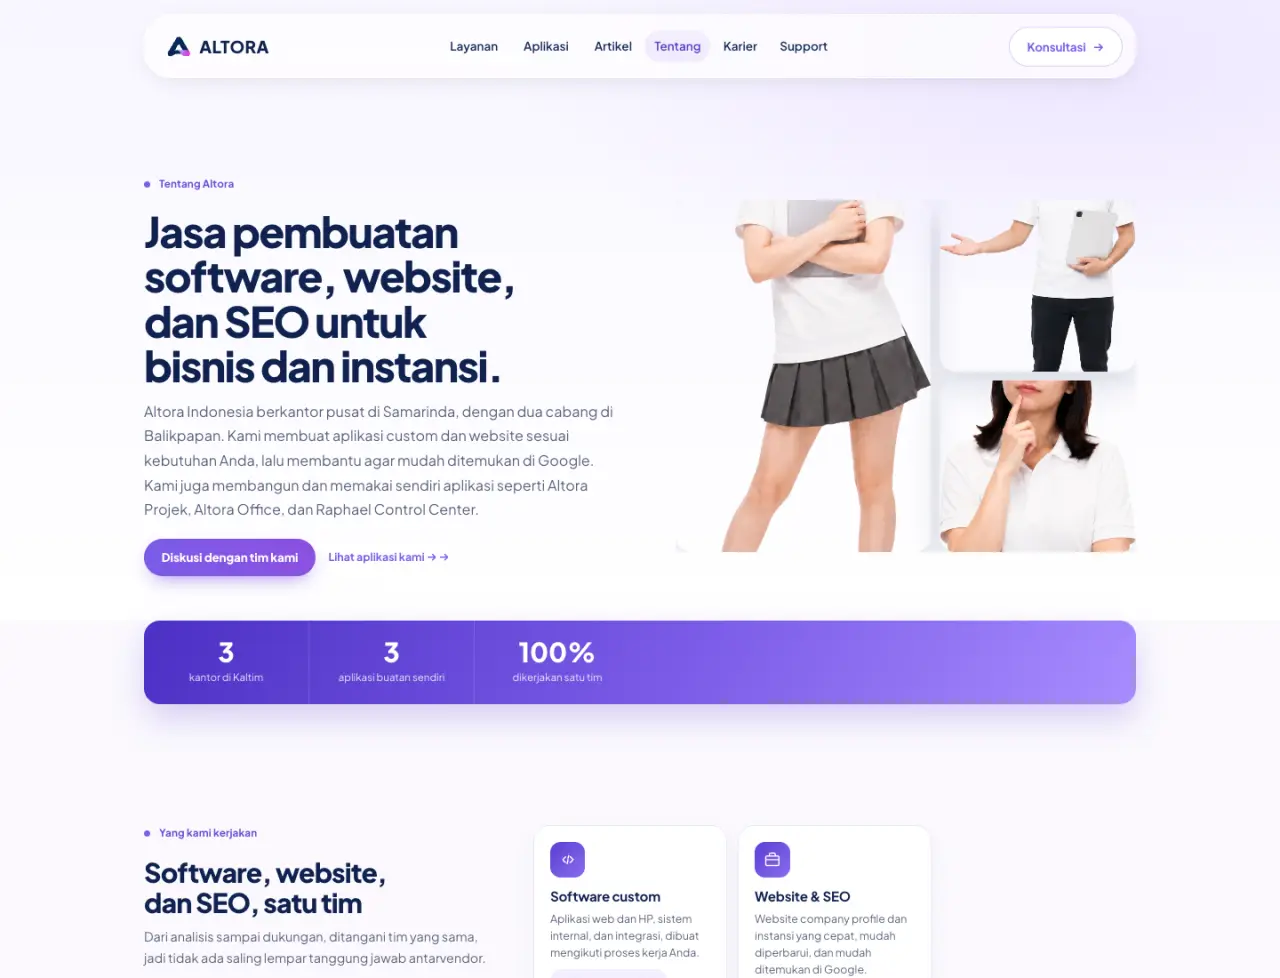 ALTORA
Layanan
Aplikasi
Artikel
Tentang
Karier
Support
Konsultasi →
Tentang Altora
Jasa pembuatan
software, website,
dan SEO untuk
bisnis dan instansi.
Altora Indonesia berkantor pusat di Samarinda, dengan dua cabang di
Balikpapan. Kami membuat aplikasi custom dan website sesuai
kebutuhan Anda, lalu membantu agar mudah ditemukan di Google.
Kami juga membangun dan memakai sendiri aplikasi seperti Altora
Projek, Altora Office, dan Raphael Control Center.
Diskusi dengan tim kami
Lihat aplikasi kami → →
3
kantor di Kaltim
3
aplikasi buatan sendiri
100%
dikerjakan satu tim
Yang kami kerjakan
Software, website,
dan SEO, satu tim
Dari analisis sampai dukungan, ditangani tim yang sama,
jadi tidak ada saling lempar tanggung jawab antarvendor.
Software custom
Aplikasi web dan HP, sistem
internal, dan integrasi, dibuat
mengikuti proses kerja Anda.
Website & SEO
Website company profile dan
instansi yang cepat, mudah
diperbarui, dan mudah
ditemukan di Google.